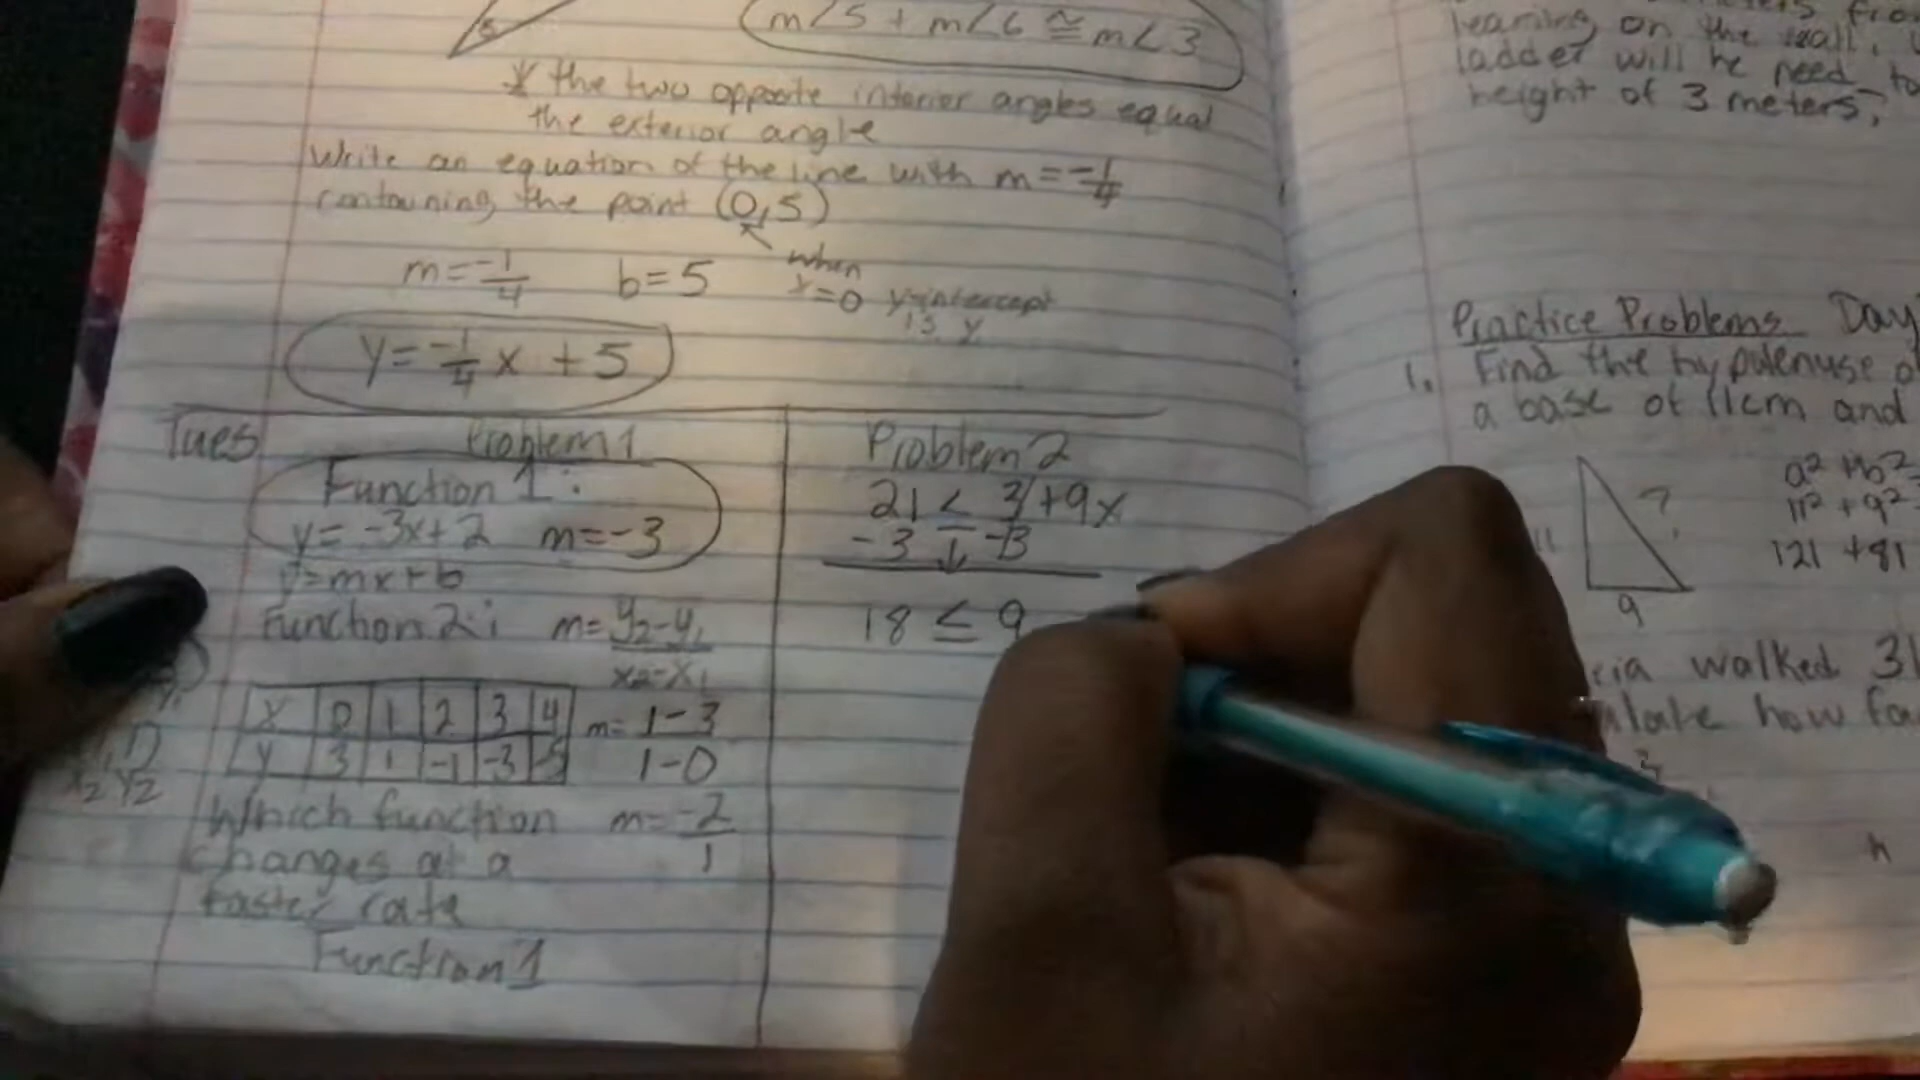 m∠5 + m∠6 ≅ m∠3
* the two opposite interior angles equal
the exterior angle
Write an equation of the line with m = -1/4
containing the point (0,5)
m = -1/4 b = 5
when
x = 0 y-intercept
is y
y = -1/4 x + 5
Tues Problem 1
Function 1:
y = -3x + 2 m = -3
y = mx + b
Function 2: m = y2 - y1
x2 - x1
x 0 1 2 3 4 m = 1 - 3
y 3 1 -1 -3 -5 1 - 0
x2 y2
Which function m = -2
changes at a 1
faster rate
Function 1
Problem 2
21 ≤ 3 + 9x
-3 ↓ -3
18 ≤ 9
leaning on the wall,
ladder will he need to
height of 3 meters,
Practice Problems Day
1. Find the hypotenuse
a base of 11cm and
a² + b² =
11² + 9²
121 + 81
11
?
9
walked 31
how fa